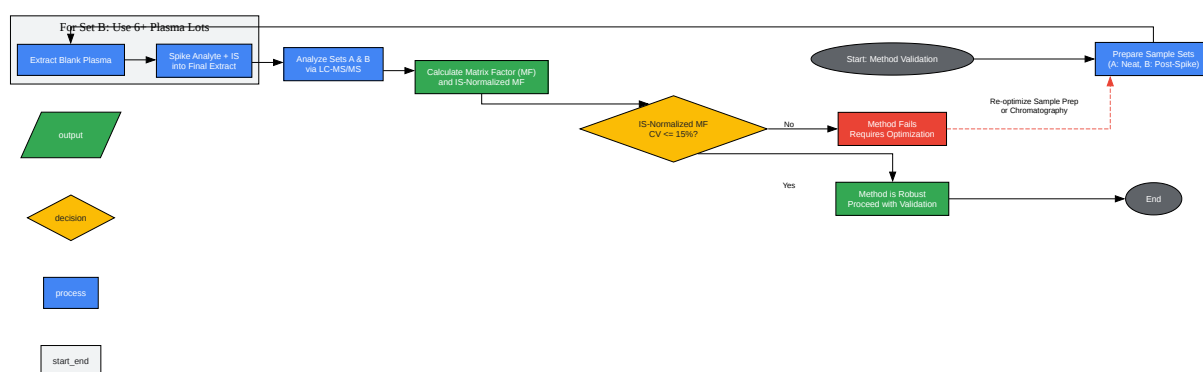 For Set B: Use 6+ Plasma Lots
Extract Blank Plasma
Spike Analyte + IS
into Final Extract
Analyze Sets A & B
via LC-MS/MS
Calculate Matrix Factor (MF)
and IS-Normalized MF
Start: Method Validation
Prepare Sample Sets
(A: Neat, B: Post-Spike)
Re-optimize Sample Prep
or Chromatography
IS-Normalized MF
CV <= 15%?
No
Method Fails
Requires Optimization
Yes
Method is Robust
Proceed with Validation
End
output
decision
process
start_end